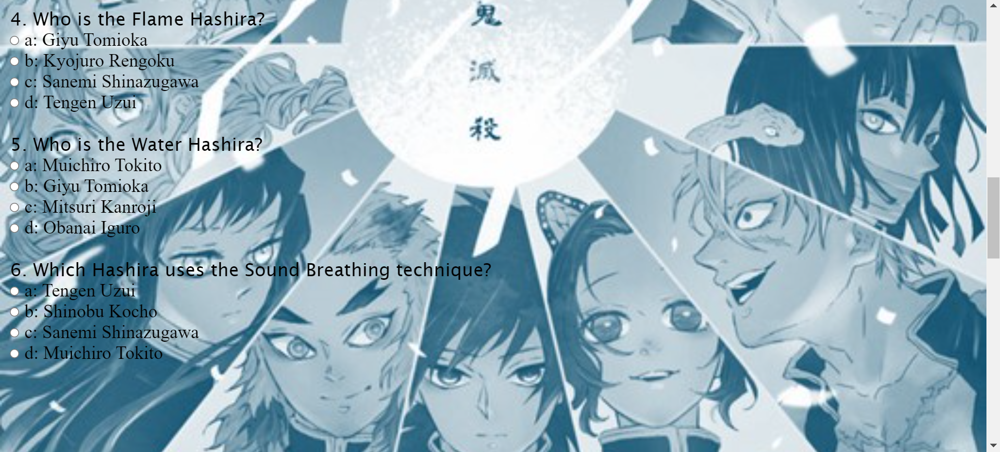 4. Who is the Flame Hashira?
a: Giyu Tomioka
b: Kyojuro Rengoku
c: Sanemi Shinazugawa
d: Tengen Uzui
5. Who is the Water Hashira?
a: Muichiro Tokito
b: Giyu Tomioka
c: Mitsuri Kanroji
d: Obanai Iguro
6. Which Hashira uses the Sound Breathing technique?
a: Tengen Uzui
b: Shinobu Kocho
c: Sanemi Shinazugawa
d: Muichiro Tokito
鬼
滅
殺